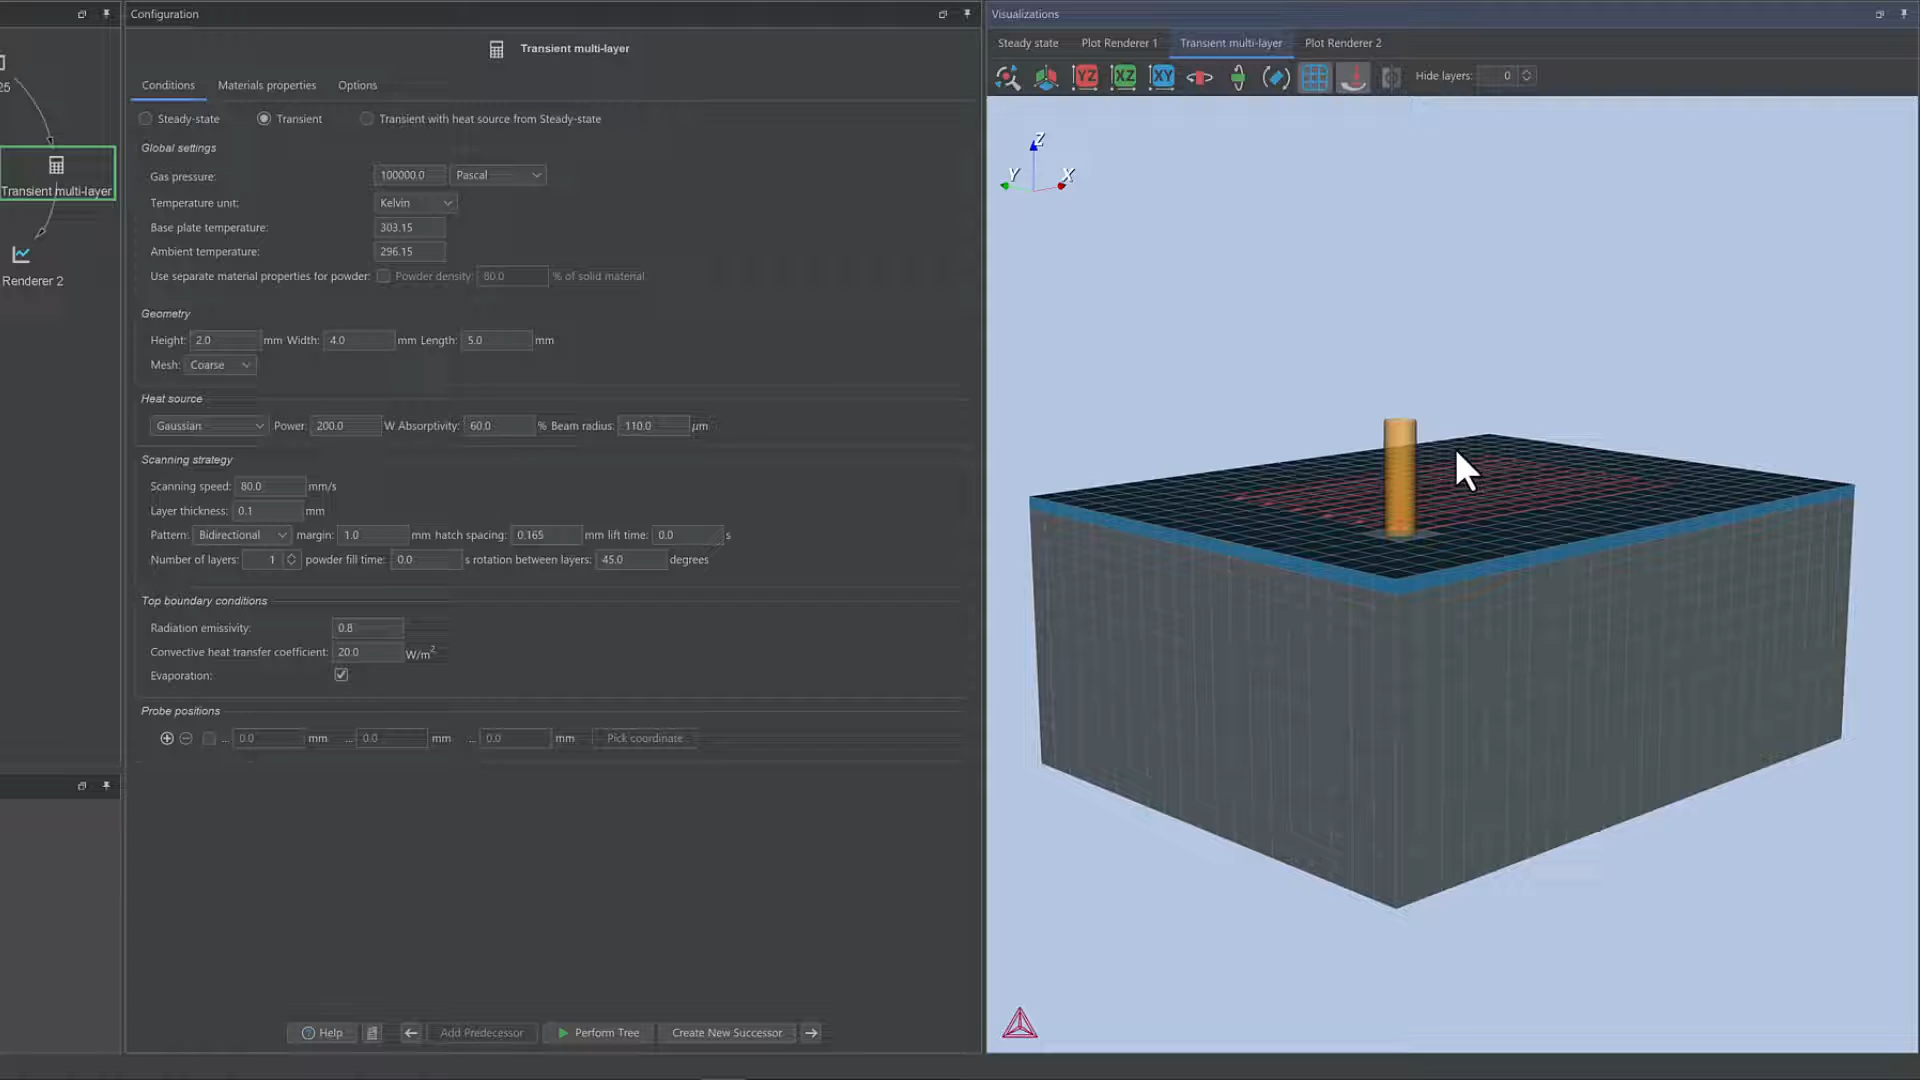 Configuration
Visualizations
Transient multi-layer
Steady state Plot Renderer 1 Transient multi-layer Plot Renderer 2
YZ XZ XY Hide layers: 0
25
Transient multi-layer
Renderer 2
Conditions Materials properties Options
Steady-state Transient Transient with heat source from Steady-state
Global settings
Gas pressure: 100000.0 Pascal
Temperature unit: Kelvin
Base plate temperature: 303.15
Ambient temperature: 296.15
Use separate material properties for powder: Powder density: 80.0 % of solid material
Geometry
Height: 2.0 mm Width: 4.0 mm Length: 5.0 mm
Mesh: Coarse
Heat source
Gaussian Power: 200.0 W Absorptivity: 60.0 % Beam radius: 110.0 µm
Scanning strategy
Scanning speed: 80.0 mm/s
Layer thickness: 0.1 mm
Pattern: Bidirectional margin: 1.0 mm hatch spacing: 0.165 mm lift time: 0.0 s
Number of layers: 1 powder fill time: 0.0 s rotation between layers: 45.0 degrees
Top boundary conditions
Radiation emissivity: 0.8
Convective heat transfer coefficient: 20.0 W/m²
Evaporation:
Probe positions
... 0.0 mm ... 0.0 mm ... 0.0 mm Pick coordinate
Help Add Predecessor Perform Tree Create New Successor
Z
Y X